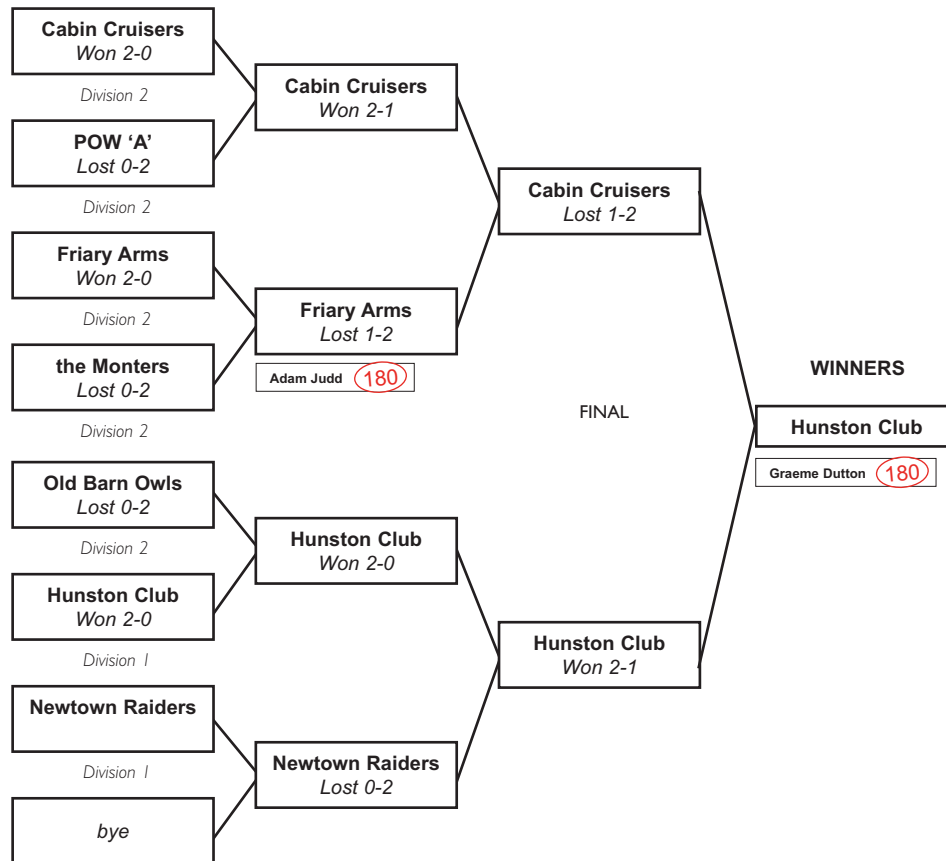 Cabin Cruisers
Won 2-0
Division 2
POW ‘A’
Lost 0-2
Division 2
Friary Arms
Won 2-0
Division 2
the Monters
Lost 0-2
Division 2
Old Barn Owls
Lost 0-2
Division 2
Hunston Club
Won 2-0
Division 1
Newtown Raiders
Division 1
bye
Cabin Cruisers
Won 2-1
Friary Arms
Lost 1-2
Adam Judd 180
Hunston Club
Won 2-0
Newtown Raiders
Lost 0-2
Cabin Cruisers
Lost 1-2
FINAL
Hunston Club
Won 2-1
WINNERS
Hunston Club
Graeme Dutton 180